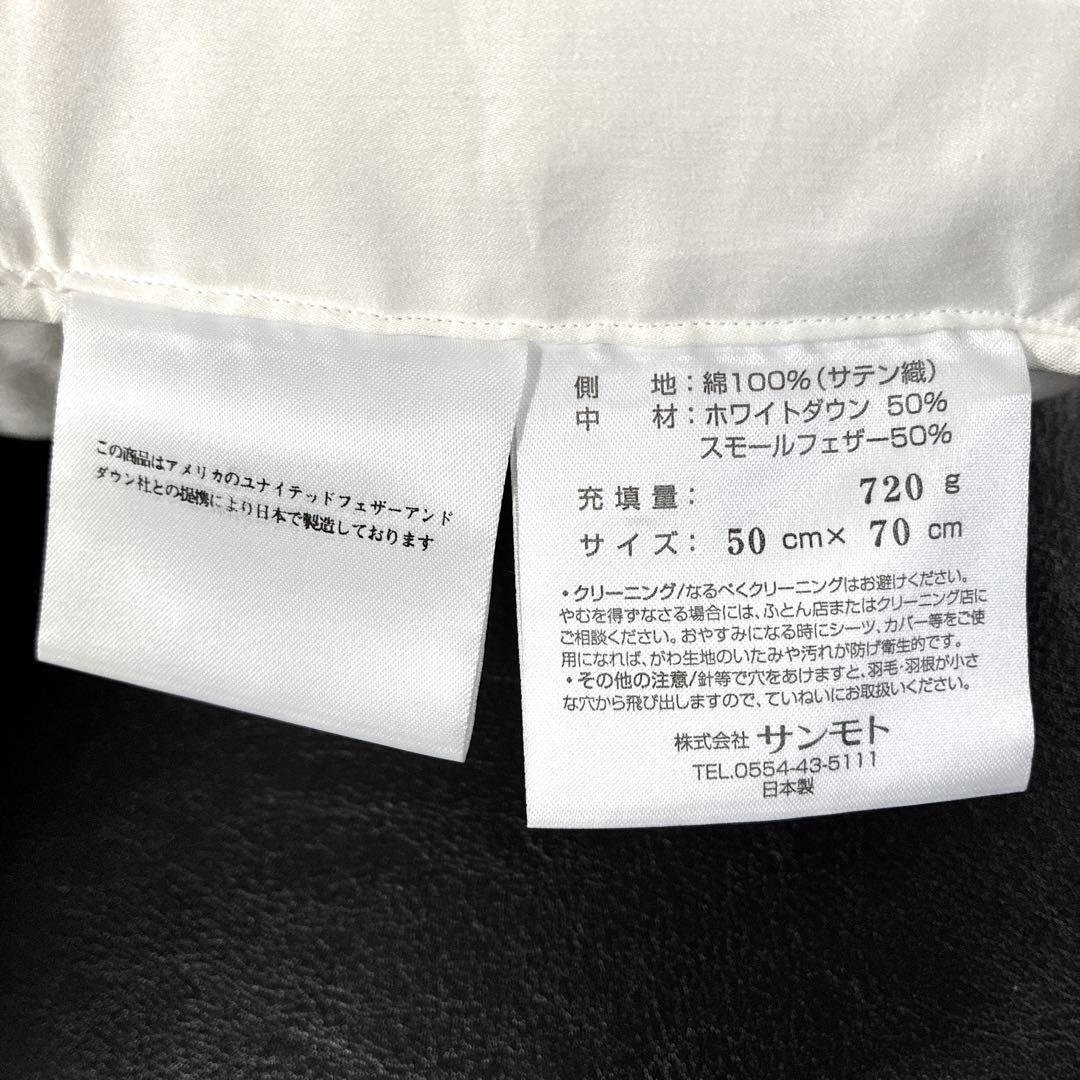 この商品はアメリカのユナイテッドフェザーアンド
ダウン社との提携により日本で製造しております
側　地：綿100%(サテン織)
中　材：ホワイトダウン 50%
スモールフェザー50%
充填量： 720 g
サイズ： 50 cm× 70 cm
・クリーニング/なるべくクリーニングはお避けください。
やむを得ずなさる場合には、ふとん店またはクリーニング店に
ご相談ください。おやすみになる時にシーツ、カバー等をご使
用になれば、がわ生地のいたみや汚れが防げ衛生的です。
・その他の注意/針等で穴をあけますと、羽毛・羽根が小さ
な穴から飛び出しますので、ていねいにお取扱いください。
株式会社 サンモト
TEL.0554-43-5111
日本製